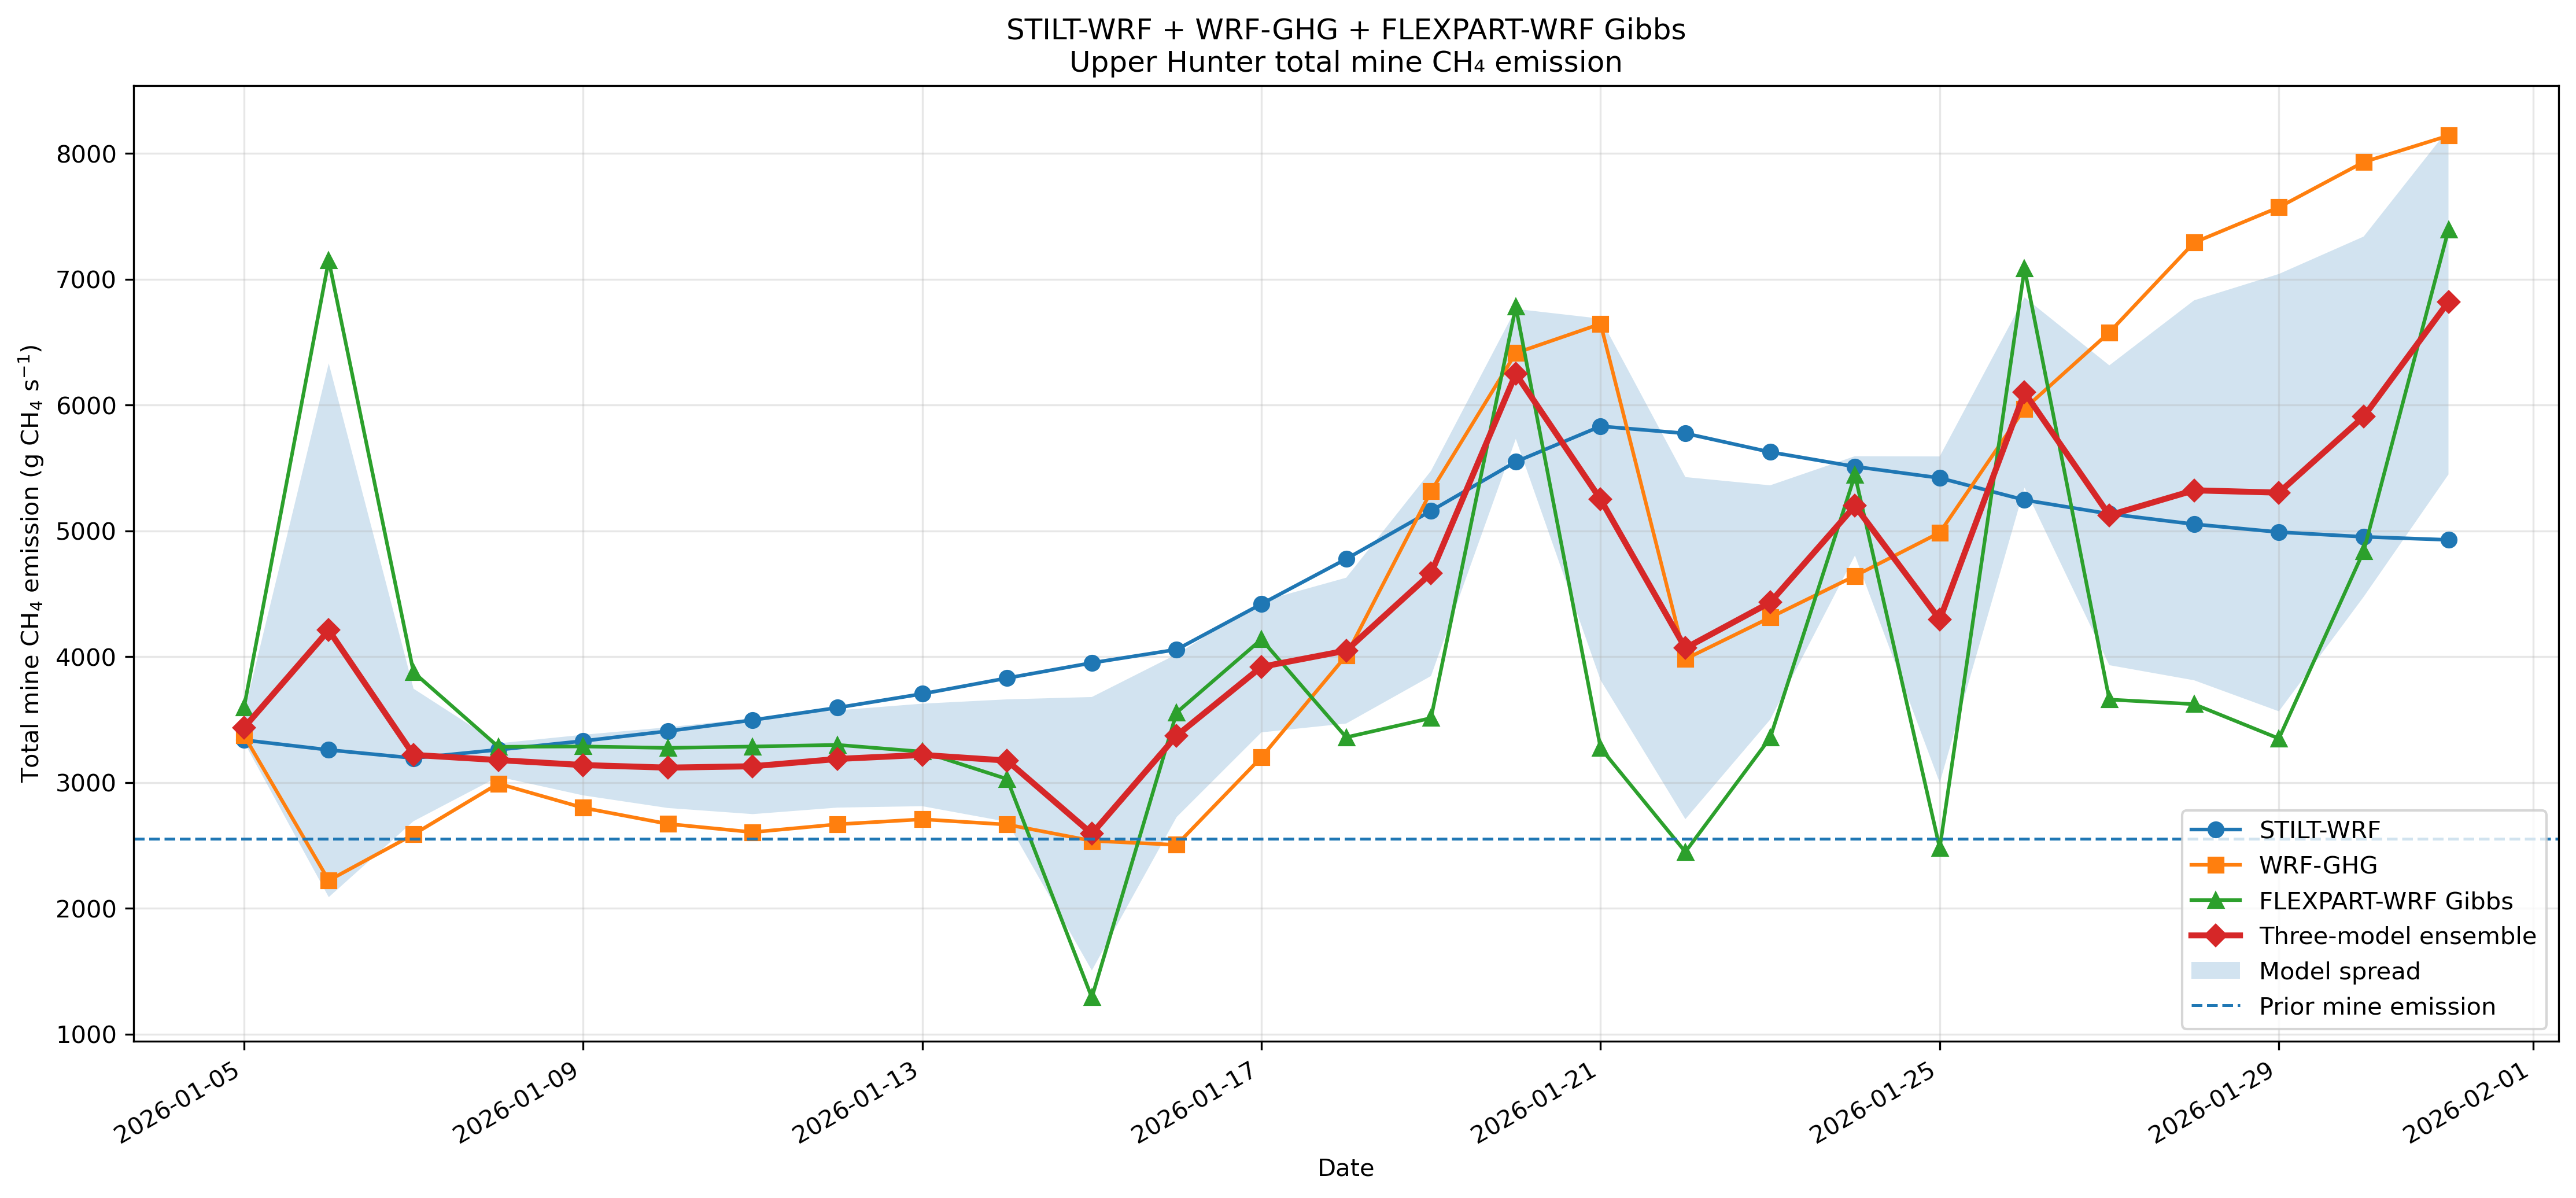 STILT-WRF + WRF-GHG + FLEXPART-WRF Gibbs
Upper Hunter total mine CH₄ emission
Total mine CH₄ emission (g CH₄ s⁻¹)
8000
7000
6000
5000
4000
3000
2000
1000
STILT-WRF
WRF-GHG
FLEXPART-WRF Gibbs
Three-model ensemble
Model spread
Prior mine emission
2026-01-05
2026-01-09
2026-01-13
2026-01-17
2026-01-21
2026-01-25
2026-01-29
2026-02-01
Date